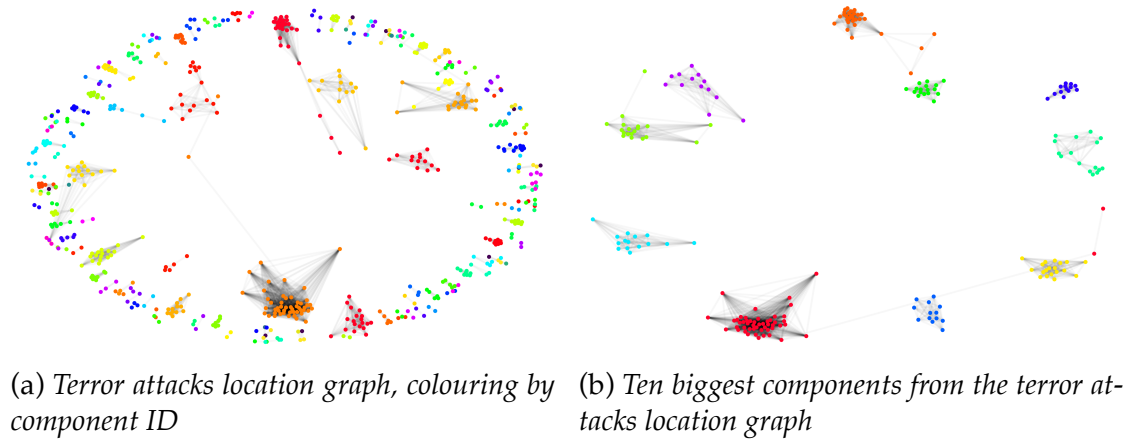 (a) Terror attacks location graph, colouring by
component ID
(b) Ten biggest components from the terror at-
tacks location graph